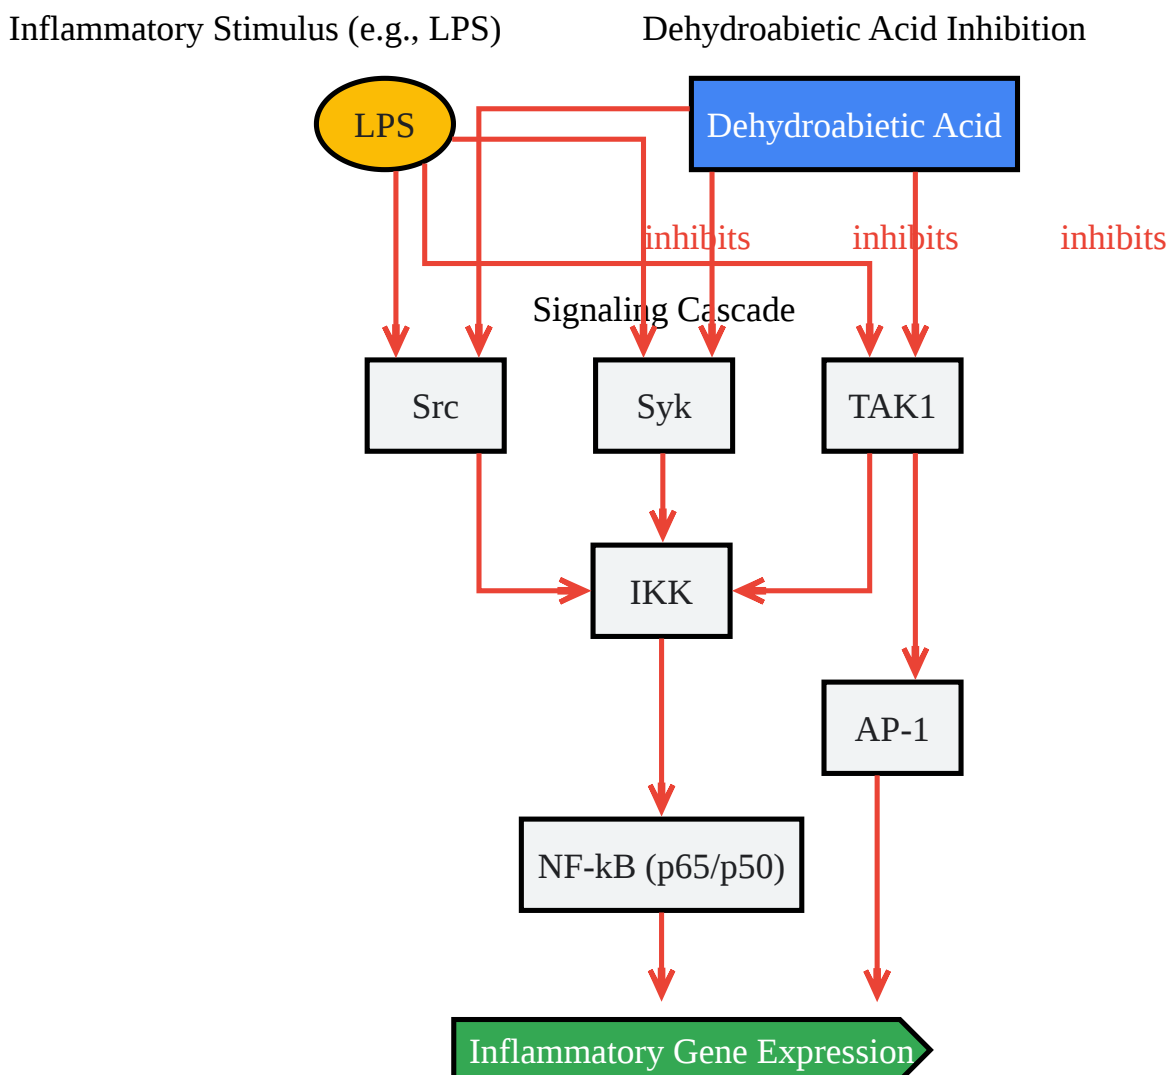 Inflammatory Stimulus (e.g., LPS)
Dehydroabietic Acid Inhibition
LPS
Dehydroabietic Acid
inhibits
inhibits
inhibits
Signaling Cascade
Src
Syk
TAK1
IKK
AP-1
NF-kB (p65/p50)
Inflammatory Gene Expression